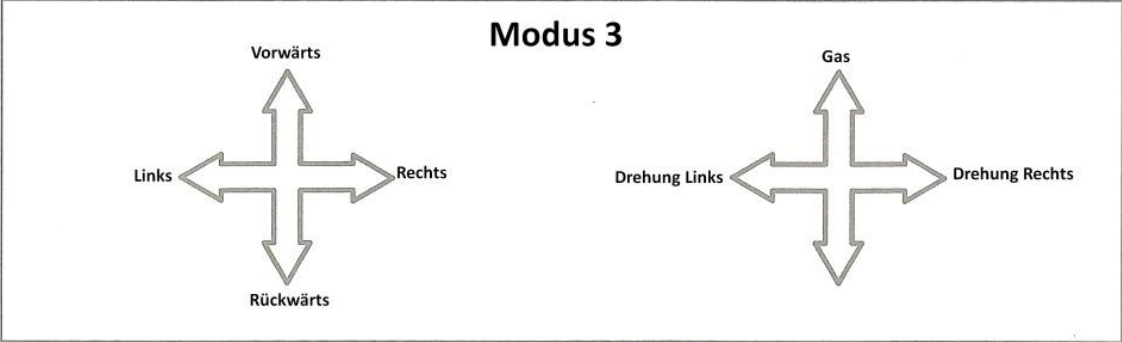 Modus 3
Vorwärts
Links
Rechts
Rückwärts
Gas
Drehung Links
Drehung Rechts